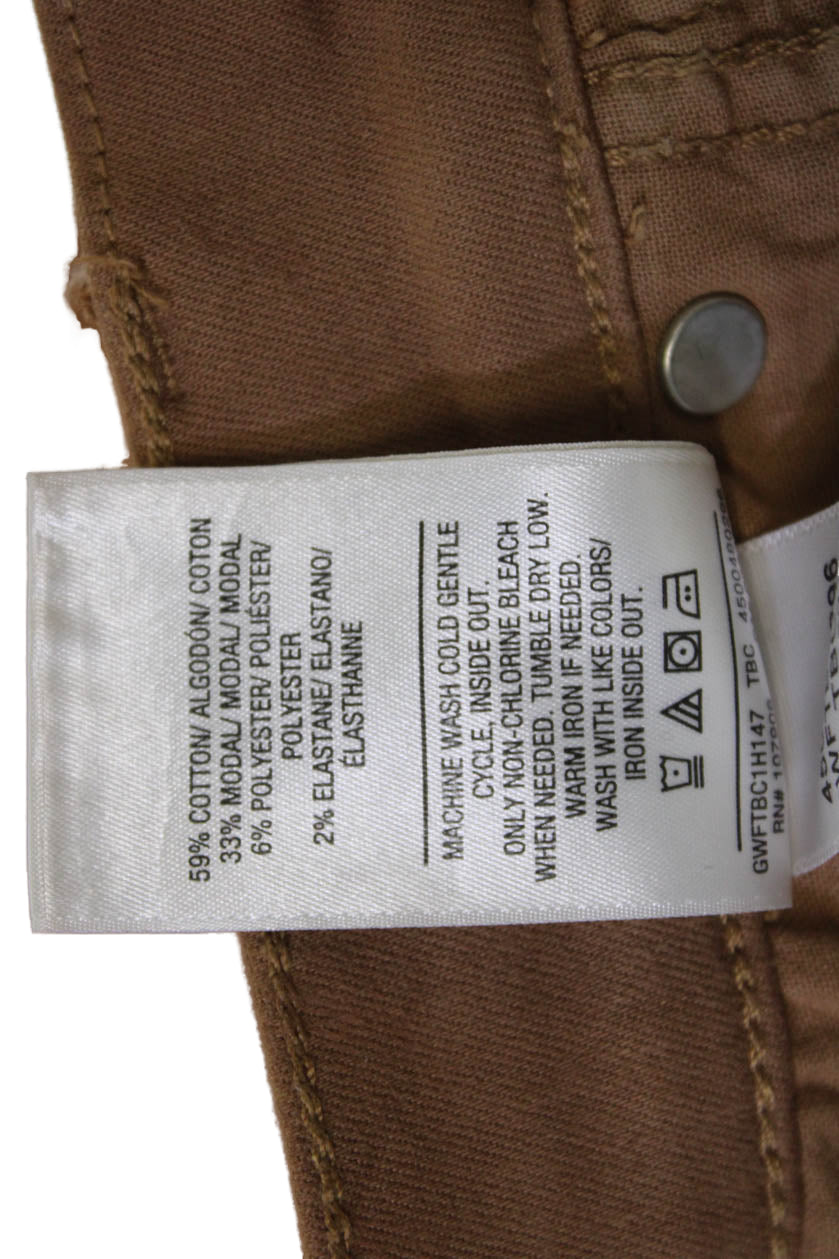 59% COTTON/ ALGODÓN/ COTON
33% MODAL/ MODAL/ MODAL
6% POLYESTER/ POLIÉSTER/
POLYESTER
2% ELASTANE/ ELASTANO/
ÉLASTHANNE
MACHINE WASH COLD GENTLE
CYCLE, INSIDE OUT.
ONLY NON-CHLORINE BLEACH
WHEN NEEDED. TUMBLE DRY LOW.
WARM IRON IF NEEDED.
WASH WITH LIKE COLORS/
IRON INSIDE OUT.
GWFTBC1H147 TBC
RN#